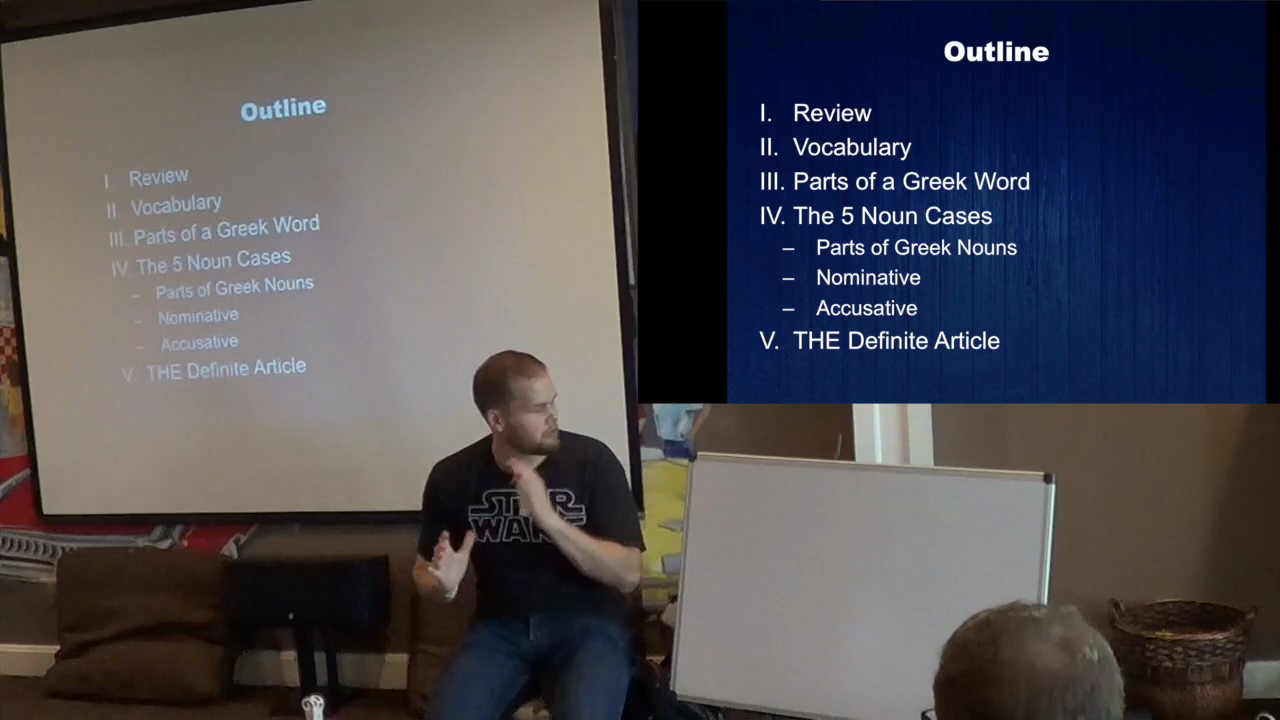 Outline
I. Review
II. Vocabulary
III. Parts of a Greek Word
IV. The 5 Noun Cases
– Parts of Greek Nouns
– Nominative
– Accusative
V. THE Definite Article
STAR
WARS
Outline
I. Review
II. Vocabulary
III. Parts of a Greek Word
IV. The 5 Noun Cases
– Parts of Greek Nouns
– Nominative
– Accusative
V. THE Definite Article